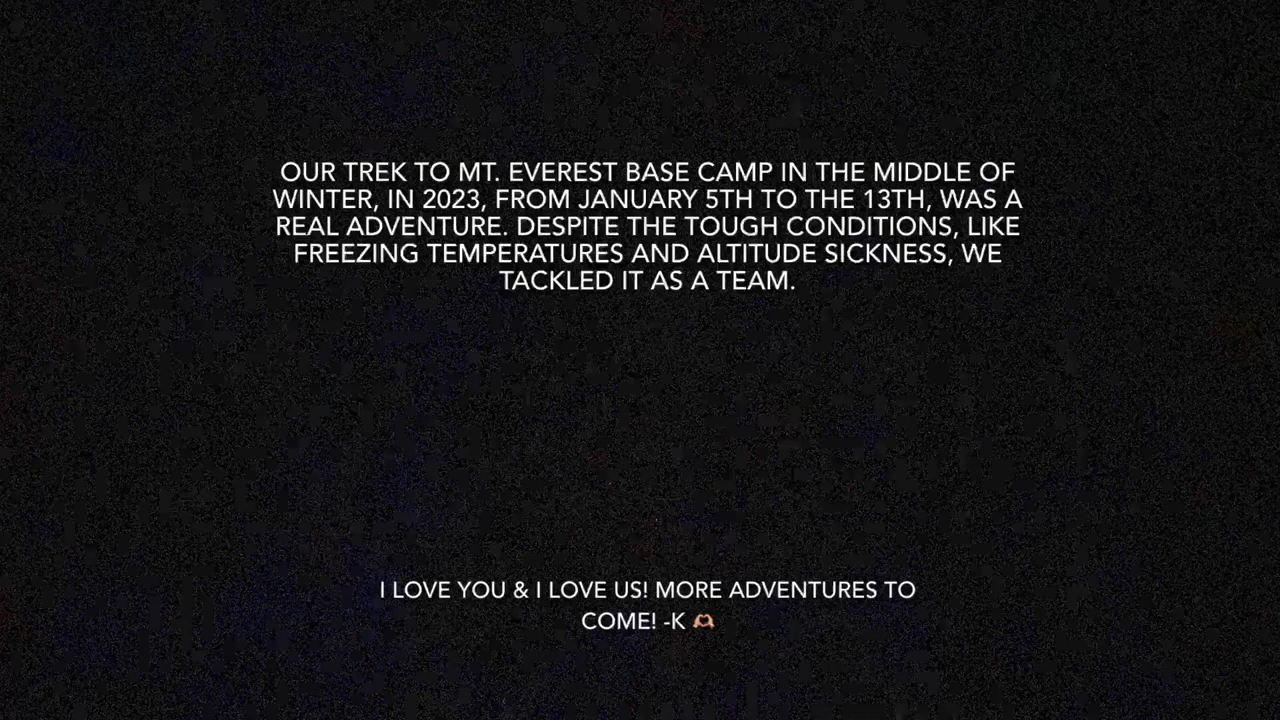 OUR TREK TO MT. EVEREST BASE CAMP IN THE MIDDLE OF
WINTER, IN 2023, FROM JANUARY 5TH TO THE 13TH, WAS A
REAL ADVENTURE. DESPITE THE TOUGH CONDITIONS, LIKE
FREEZING TEMPERATURES AND ALTITUDE SICKNESS, WE
TACKLED IT AS A TEAM.
I LOVE YOU & I LOVE US! MORE ADVENTURES TO
COME! -K 🫶🏽